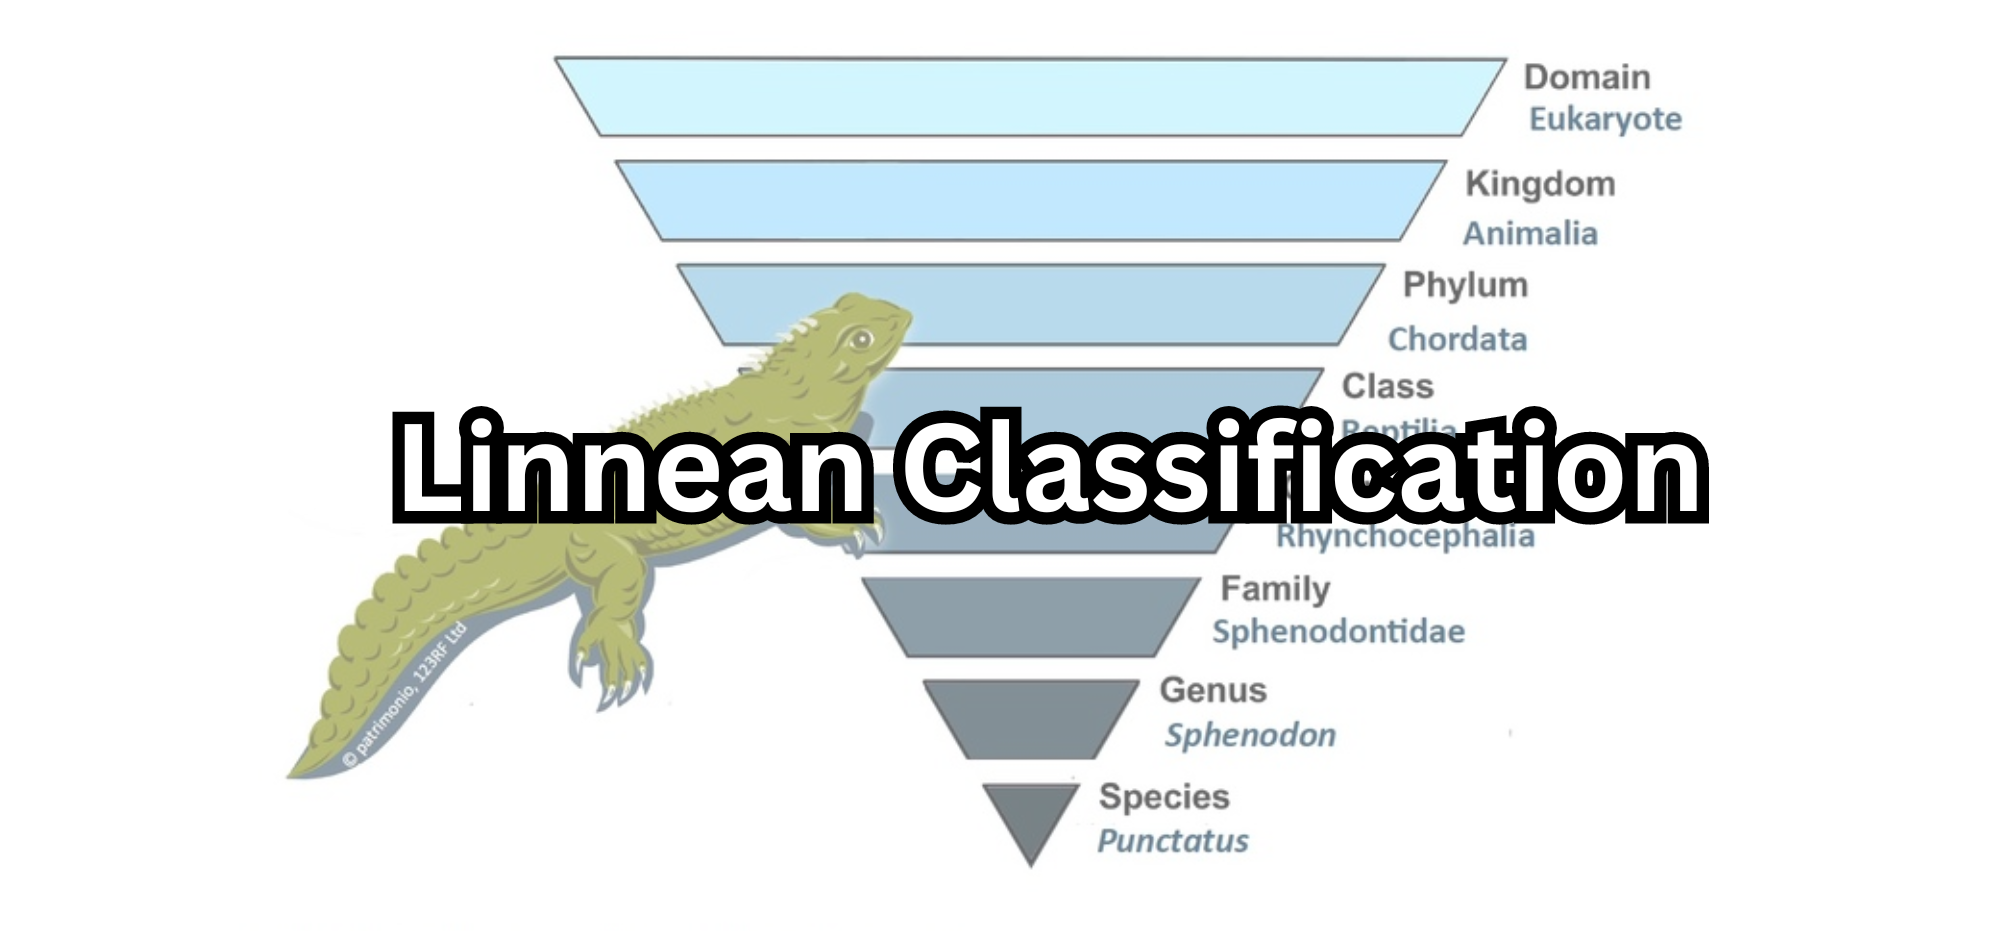 Domain
Eukaryote
Kingdom
Animalia
Phylum
Chordata
Class
Reptilia
Linnean Classification
Rhynchocephalia
Family
Sphenodontidae
Genus
Sphenodon
Species
Punctatus
© patrimonio, 123RF Ltd